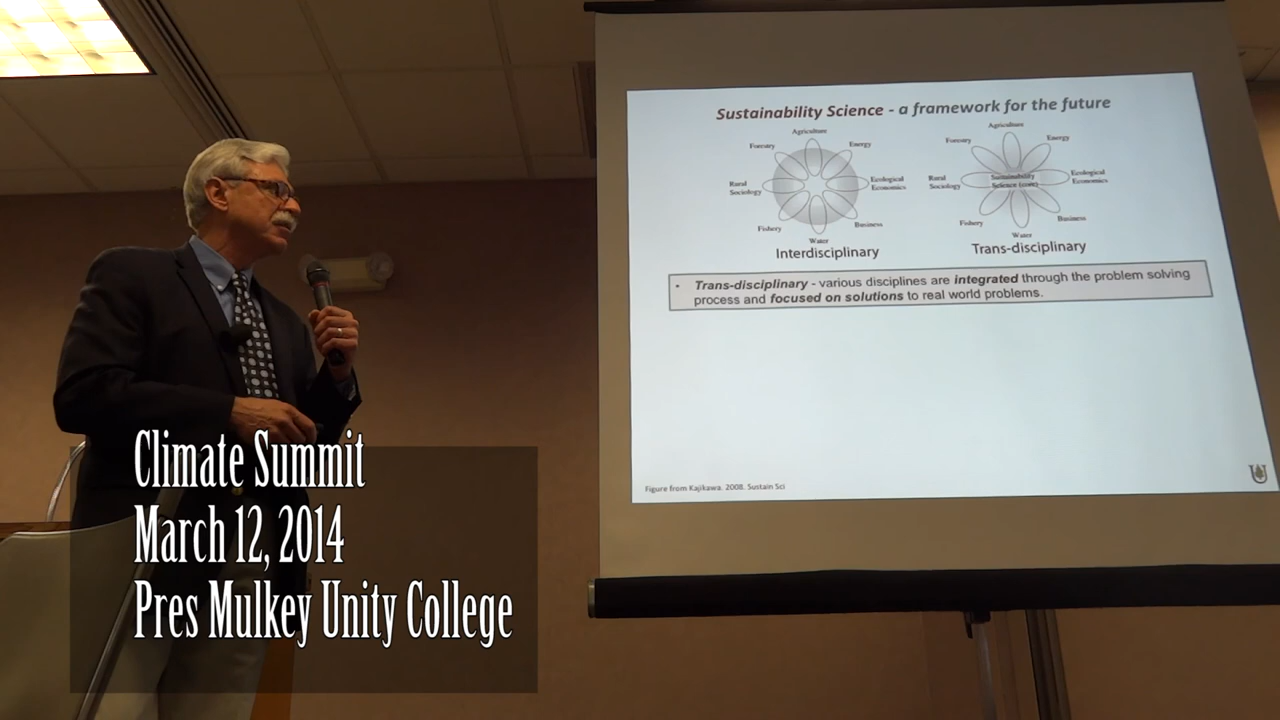 Sustainability Science - a framework for the future
Agriculture
Forestry
Energy
Rural
Sociology
Ecological
Economics
Fishery
Business
Water
Interdisciplinary
Agriculture
Forestry
Energy
Rural
Sociology
Sustainability
Science (core)
Ecological
Economics
Fishery
Business
Water
Trans-disciplinary
• Trans-disciplinary - various disciplines are integrated through the problem solving
process and focused on solutions to real world problems.
Figure from Kajikawa. 2008. Sustain Sci
Climate Summit
March 12, 2014
Pres Mulkey Unity College